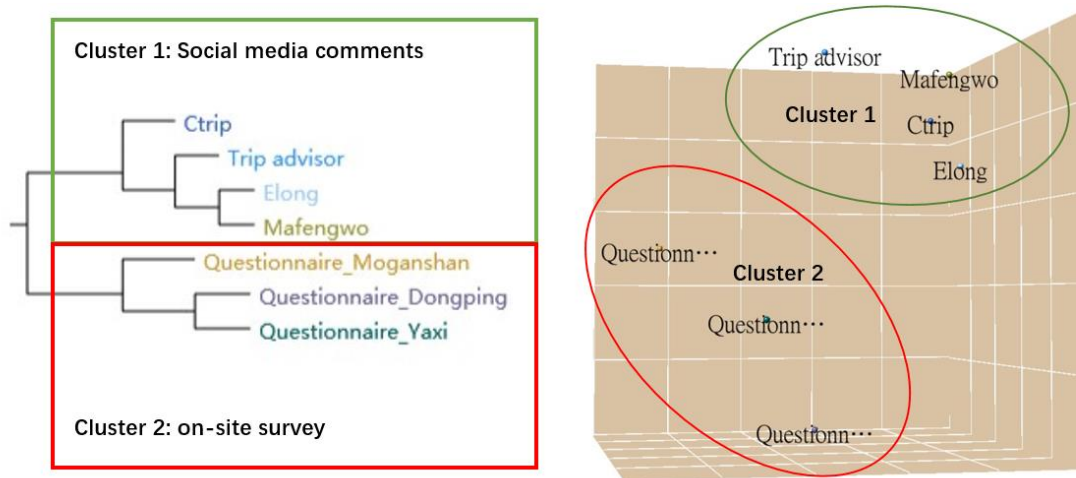 Cluster 1: Social media comments
Ctrip
Trip advisor
Elong
Mafengwo
Questionnaire_Moganshan
Questionnaire_Dongping
Questionnaire_Yaxi
Cluster 2: on-site survey
Trip advisor
Mafengwo
Cluster 1
Ctrip
Elong
Questionn···
Cluster 2
Questionn···
Questionn···